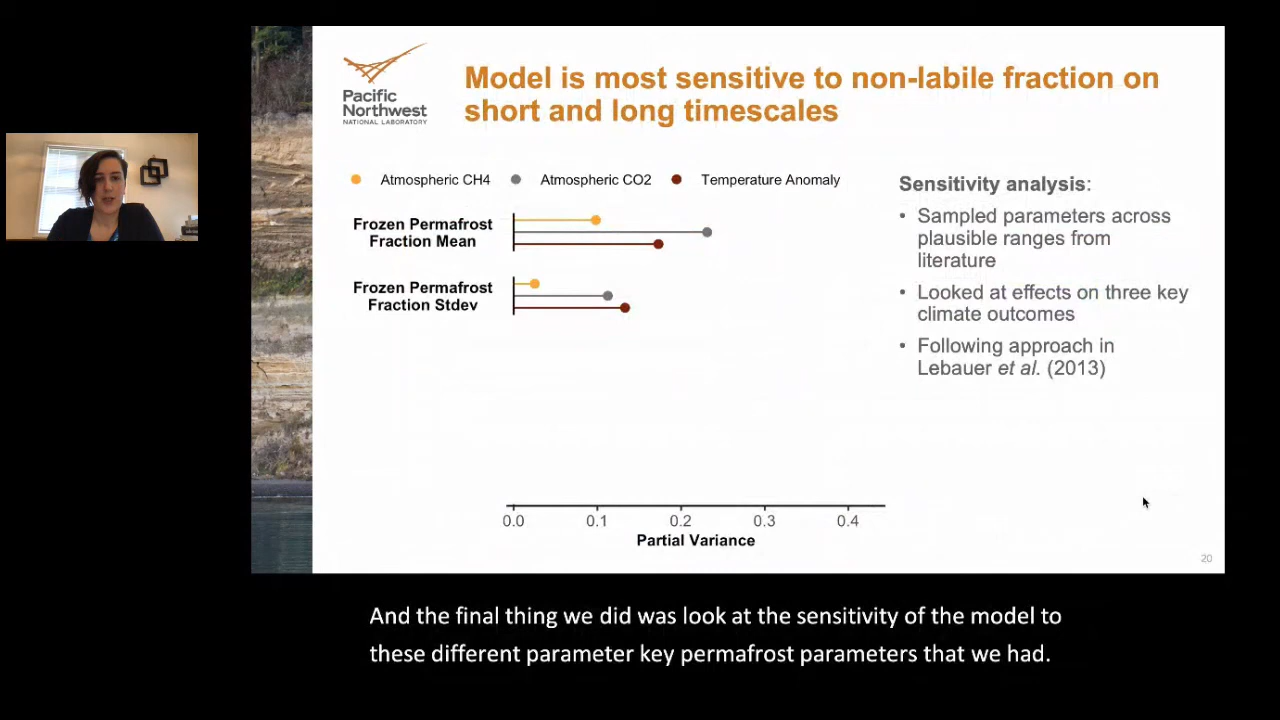 Pacific
Northwest
NATIONAL LABORATORY
Model is most sensitive to non-labile fraction on
short and long timescales
Atmospheric CH4
Atmospheric CO2
Temperature Anomaly
Frozen Permafrost
Fraction Mean
Frozen Permafrost
Fraction Stdev
0.0 0.1 0.2 0.3 0.4
Partial Variance
Sensitivity analysis:
• Sampled parameters across
plausible ranges from
literature
• Looked at effects on three key
climate outcomes
• Following approach in
Lebauer et al. (2013)
20
And the final thing we did was look at the sensitivity of the model to
these different parameter key permafrost parameters that we had.